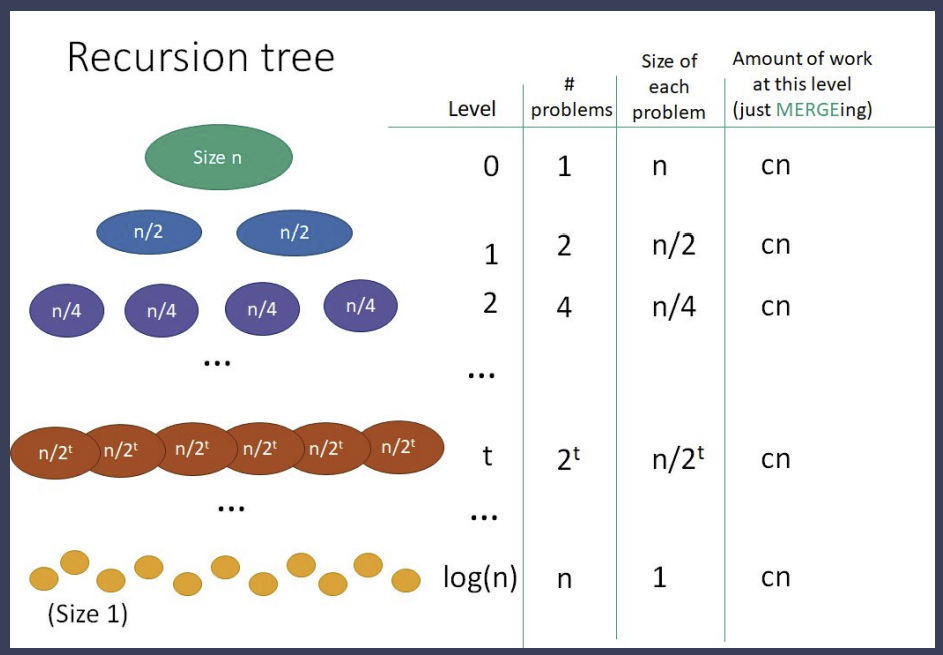 Recursion tree
Level
# problems
Size of each problem
Amount of work at this level (just MERGEing)
Size n
0 1 n cn
n/2 n/2
1 2 n/2 cn
n/4 n/4 n/4 n/4
2 4 n/4 cn
...
...
n/2ᵗ n/2ᵗ n/2ᵗ n/2ᵗ n/2ᵗ n/2ᵗ
t 2ᵗ n/2ᵗ cn
...
...
log(n) n 1 cn
(Size 1)